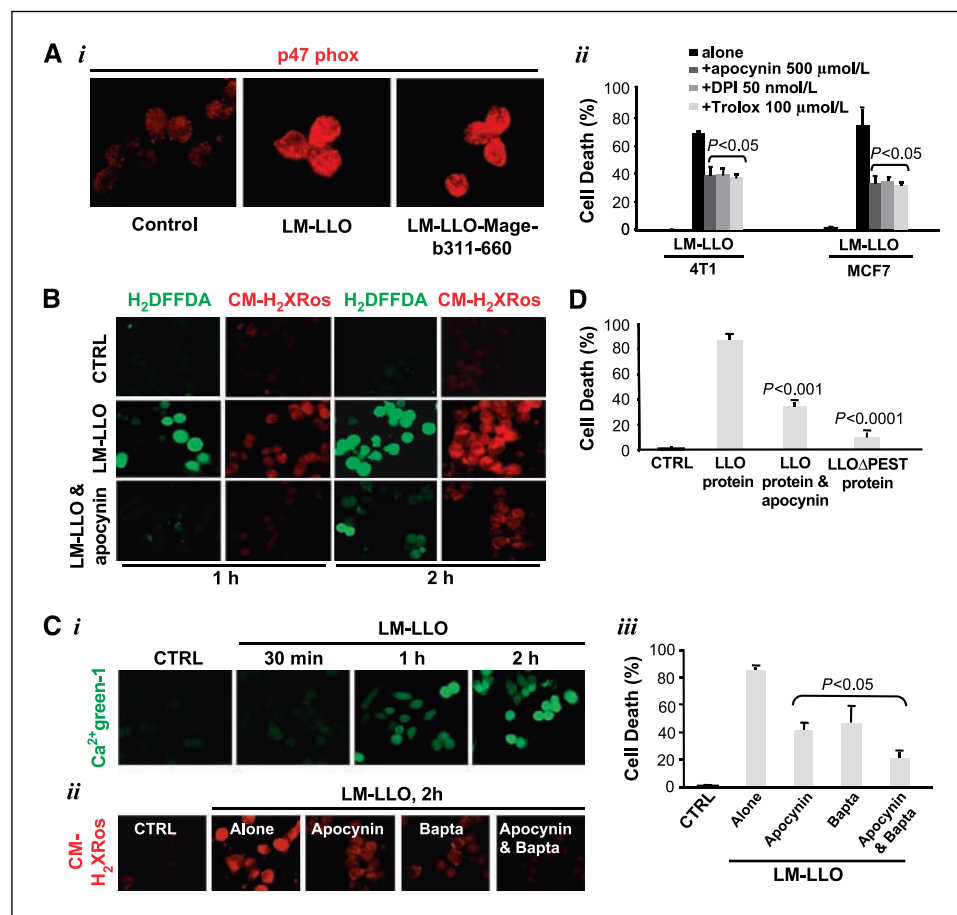 A i
p47 phox
Control
LM-LLO
LM-LLO-Mage-
b311-660
ii
alone
+apocynin 500 µmol/L
+DPI 50 nmol/L
+Trolox 100 µmol/L
Cell Death (%)
100
80
60
40
20
0
P<0.05
P<0.05
LM-LLO
LM-LLO
4T1
MCF7
B
H₂DFFDA
CM-H₂XRos
H₂DFFDA
CM-H₂XRos
CTRL
LM-LLO
LM-LLO &
apocynin
1 h
2 h
D
Cell Death (%)
100
80
60
40
20
0
P<0.001
P<0.0001
CTRL
LLO
protein
LLO
protein &
apocynin
LLOΔPEST
protein
C i
LM-LLO
CTRL
30 min
1 h
2 h
Ca²⁺green-1
ii
LM-LLO, 2h
CM-
H₂XRos
CTRL
Alone
Apocynin
Bapta
Apocynin
& Bapta
iii
Cell Death (%)
100
80
60
40
20
0
P<0.05
CTRL
Alone
Apocynin
Bapta
Apocynin
& Bapta
LM-LLO